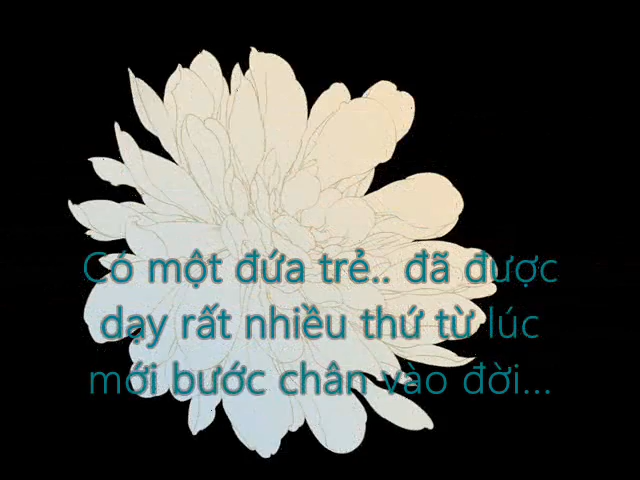 Có một đứa trẻ.. đã được
dạy rất nhiều thứ từ lúc
mới bước chân vào đời...